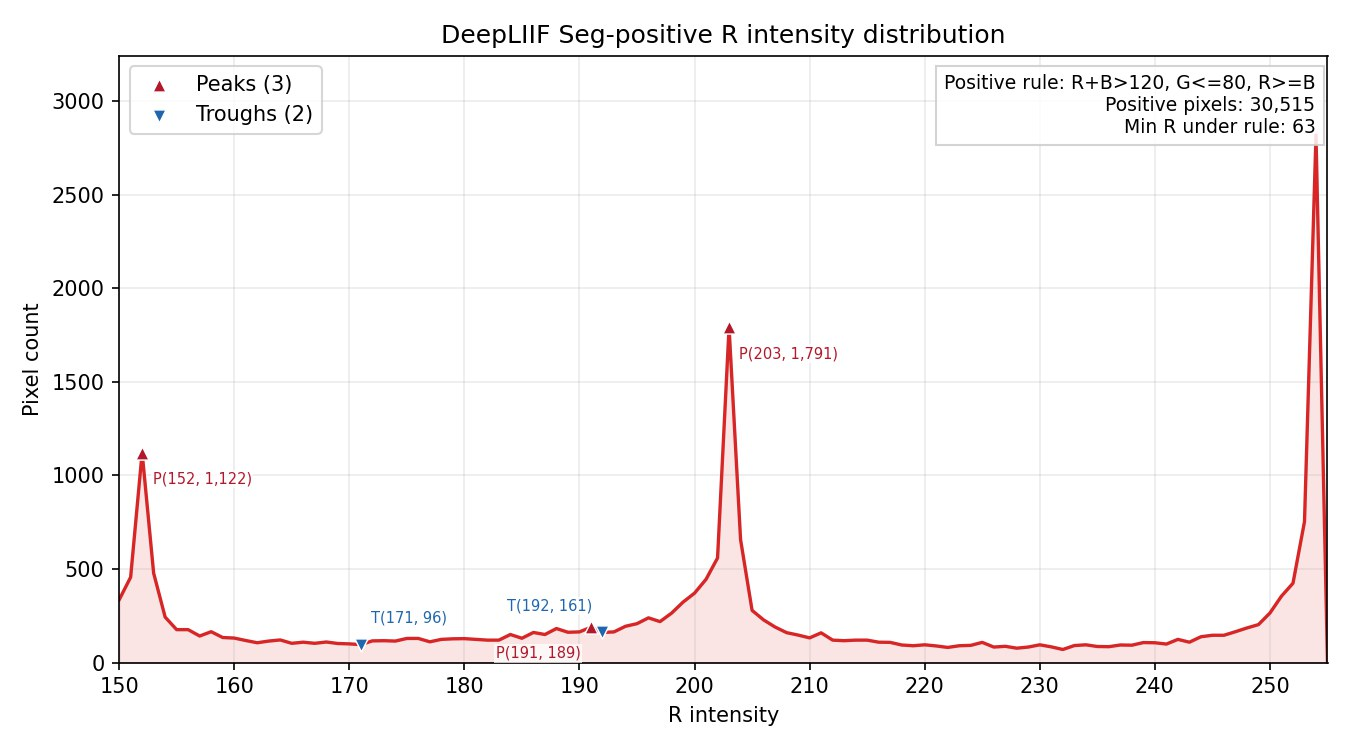 DeepLIIF Seg-positive R intensity distribution
Peaks (3)
Troughs (2)
Positive rule: R+B>120, G<=80, R>=B
Positive pixels: 30,515
Min R under rule: 63
Pixel count
3000
2500
2000
1500
1000
500
0
P(152, 1,122)
T(171, 96)
T(192, 161)
P(191, 189)
P(203, 1,791)
150 160 170 180 190 200 210 220 230 240 250
R intensity